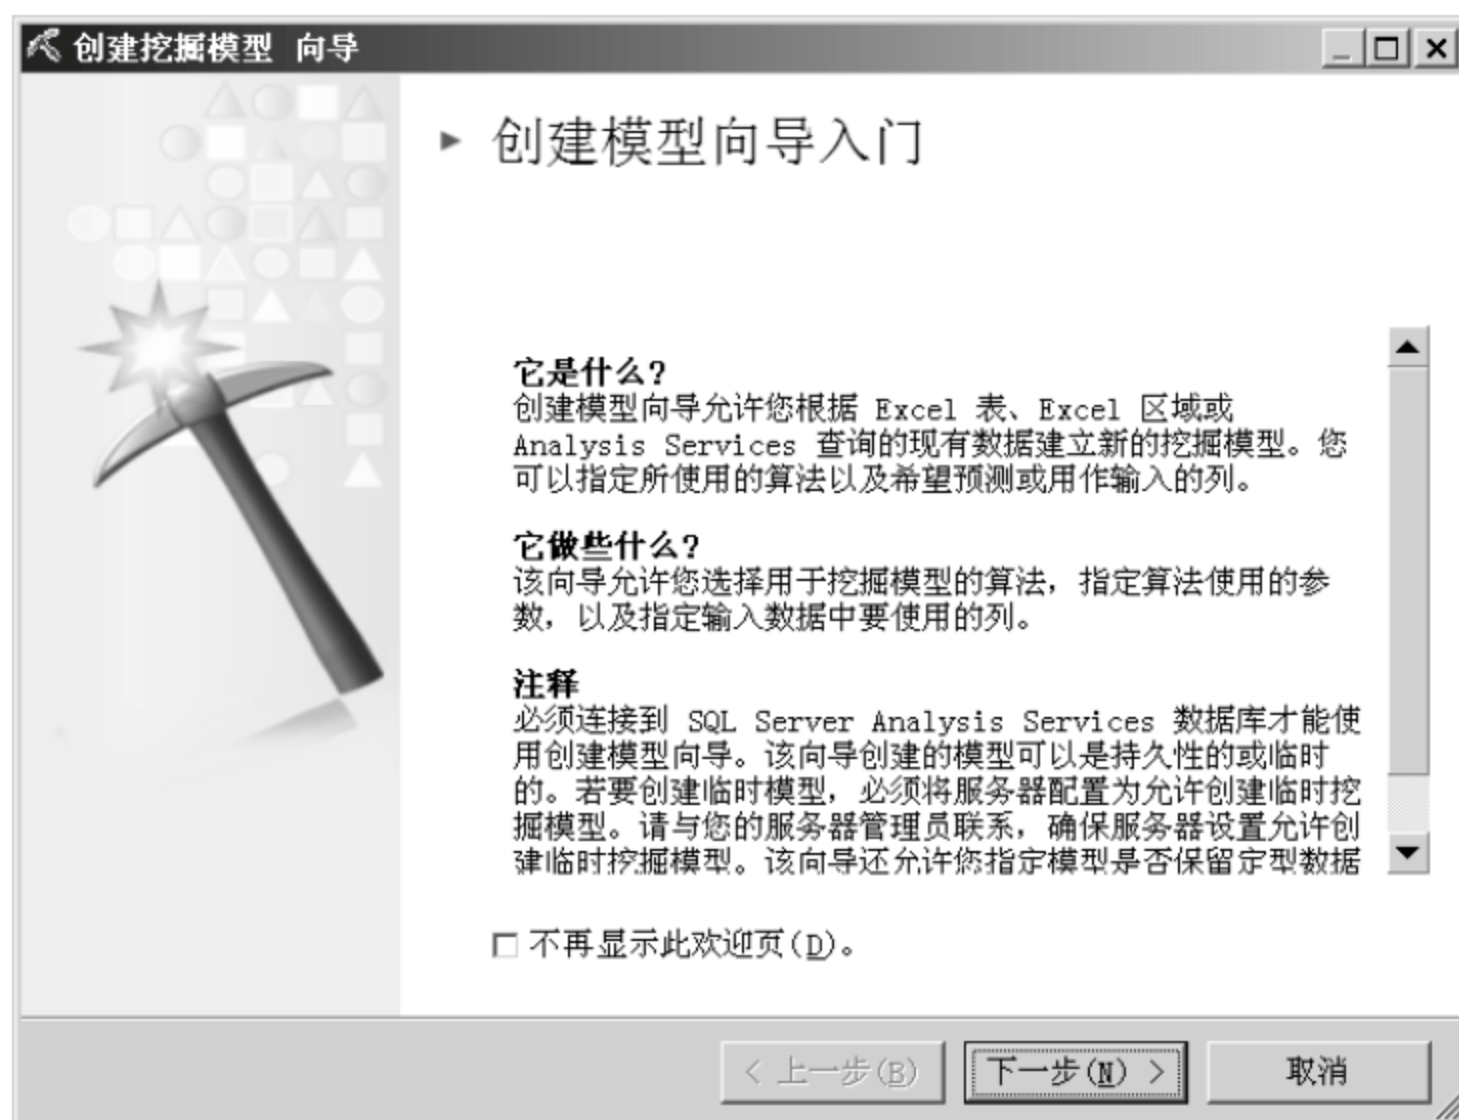 创建挖掘模型 向导
创建模型向导入门
它是什么?
创建模型向导允许您根据 Excel 表、Excel 区域或
Analysis Services 查询的现有数据建立新的挖掘模型。您
可以指定所使用的算法以及希望预测或用作输入的列。
它做些什么?
该向导允许您选择用于挖掘模型的算法，指定算法使用的参
数，以及指定输入数据中要使用的列。
注释
必须连接到 SQL Server Analysis Services 数据库才能使
用创建模型向导。该向导创建的模型可以是持久性的或临时
的。若要创建临时模型，必须将服务器配置为允许创建临时挖
掘模型。请与您的服务器管理员联系，确保服务器设置允许创
建临时挖掘模型。该向导还允许您指定模型是否保留定型数据
不再显示此欢迎页(D)。
< 上一步(B)
下一步(N) >
取消